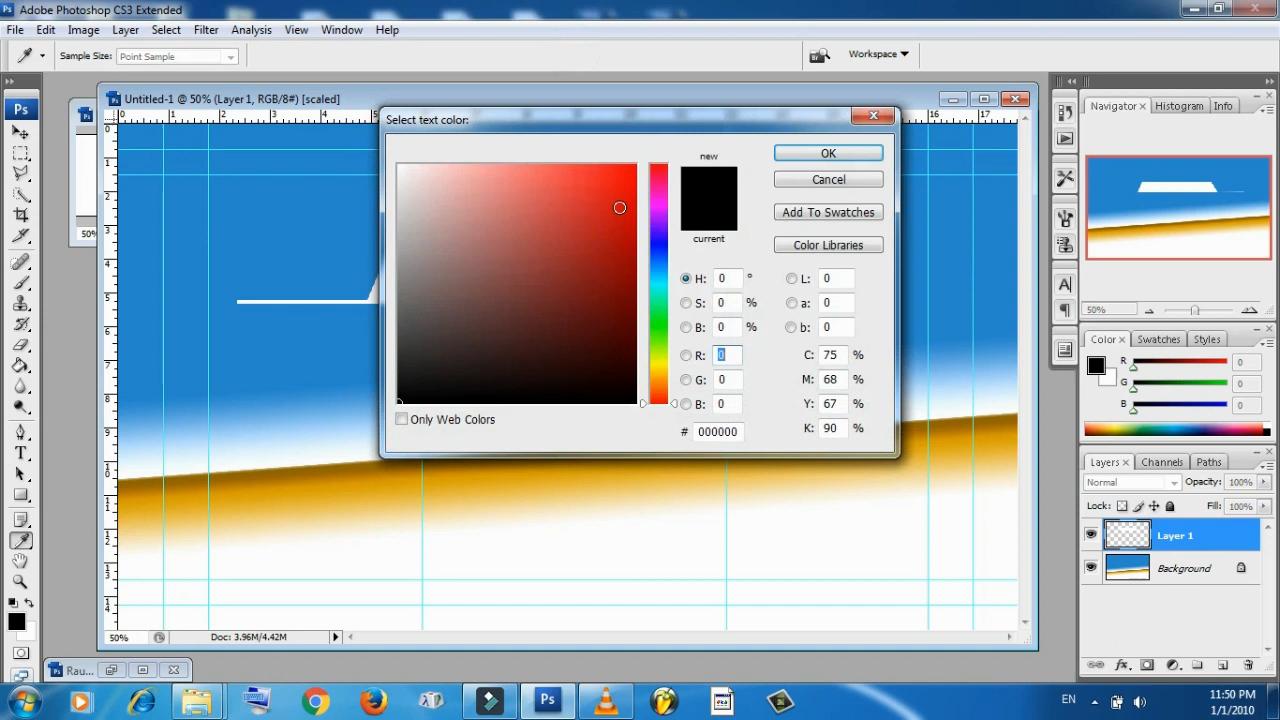 Adobe Photoshop CS3 Extended
File Edit Image Layer Select Filter Analysis View Window Help
Sample Size: Point Sample
Workspace
Untitled-1 @ 50% (Layer 1, RGB/8#) [scaled]
Select text color:
new
current
OK
Cancel
Add To Swatches
Color Libraries
H: 0 °
S: 0 %
B: 0 %
R: 0
G: 0
B: 0
# 000000
L: 0
a: 0
b: 0
C: 75 %
M: 68 %
Y: 67 %
K: 90 %
Only Web Colors
Navigator Histogram Info
50%
Color Swatches Styles
R 0
G 0
B 0
Layers Channels Paths
Normal Opacity: 100%
Lock: Fill: 100%
Layer 1
Background
50% Doc: 3.96M/4.42M
Rau...
EN
11:50 PM
1/1/2010